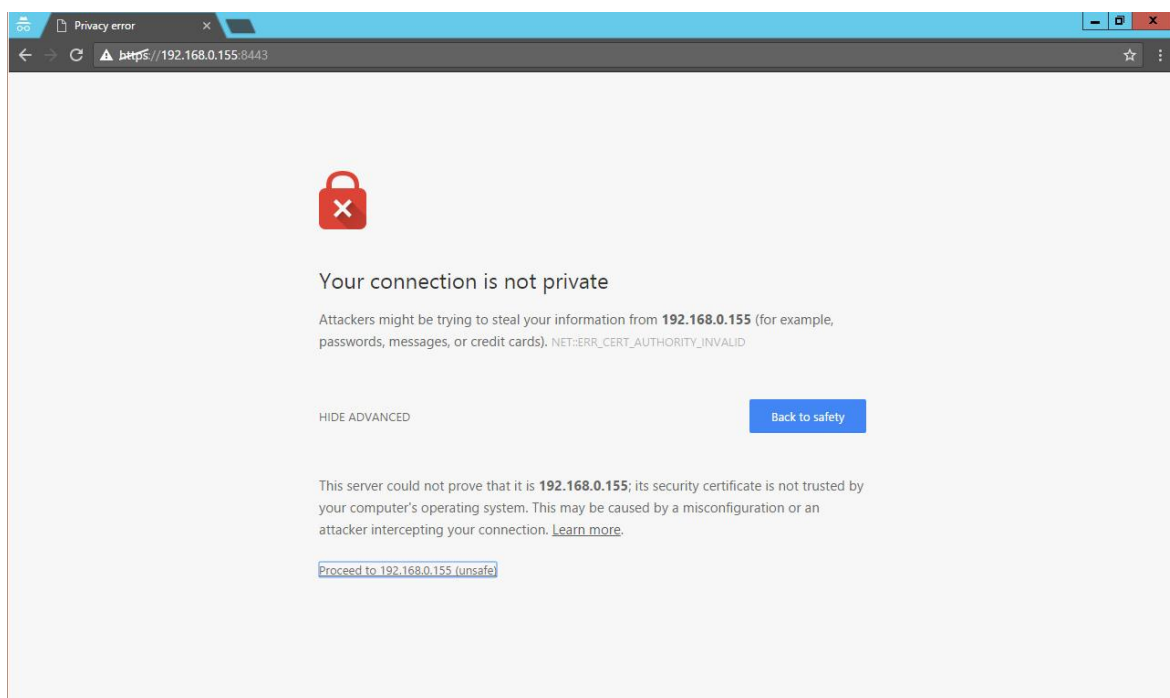 Privacy error
https://192.168.0.155:8443
Your connection is not private
Attackers might be trying to steal your information from 192.168.0.155 (for example,
passwords, messages, or credit cards). NET::ERR_CERT_AUTHORITY_INVALID
HIDE ADVANCED
Back to safety
This server could not prove that it is 192.168.0.155; its security certificate is not trusted by
your computer's operating system. This may be caused by a misconfiguration or an
attacker intercepting your connection. Learn more.
Proceed to 192.168.0.155 (unsafe)